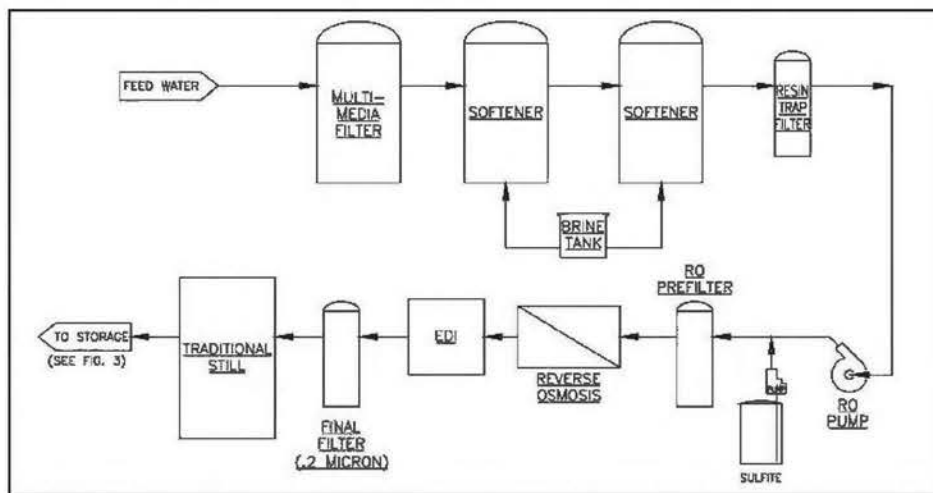 FEED WATER
MULTI-
MEDIA
FILTER
SOFTENER
SOFTENER
RESIN
TRAP
FILTER
BRINE
TANK
RO
PREFILTER
TO STORAGE
(SEE FIG. 3)
TRADITIONAL
STILL
EDI
REVERSE
OSMOSIS
RO
PUMP
FINAL
FILTER
(.2 MICRON)
SULFITE